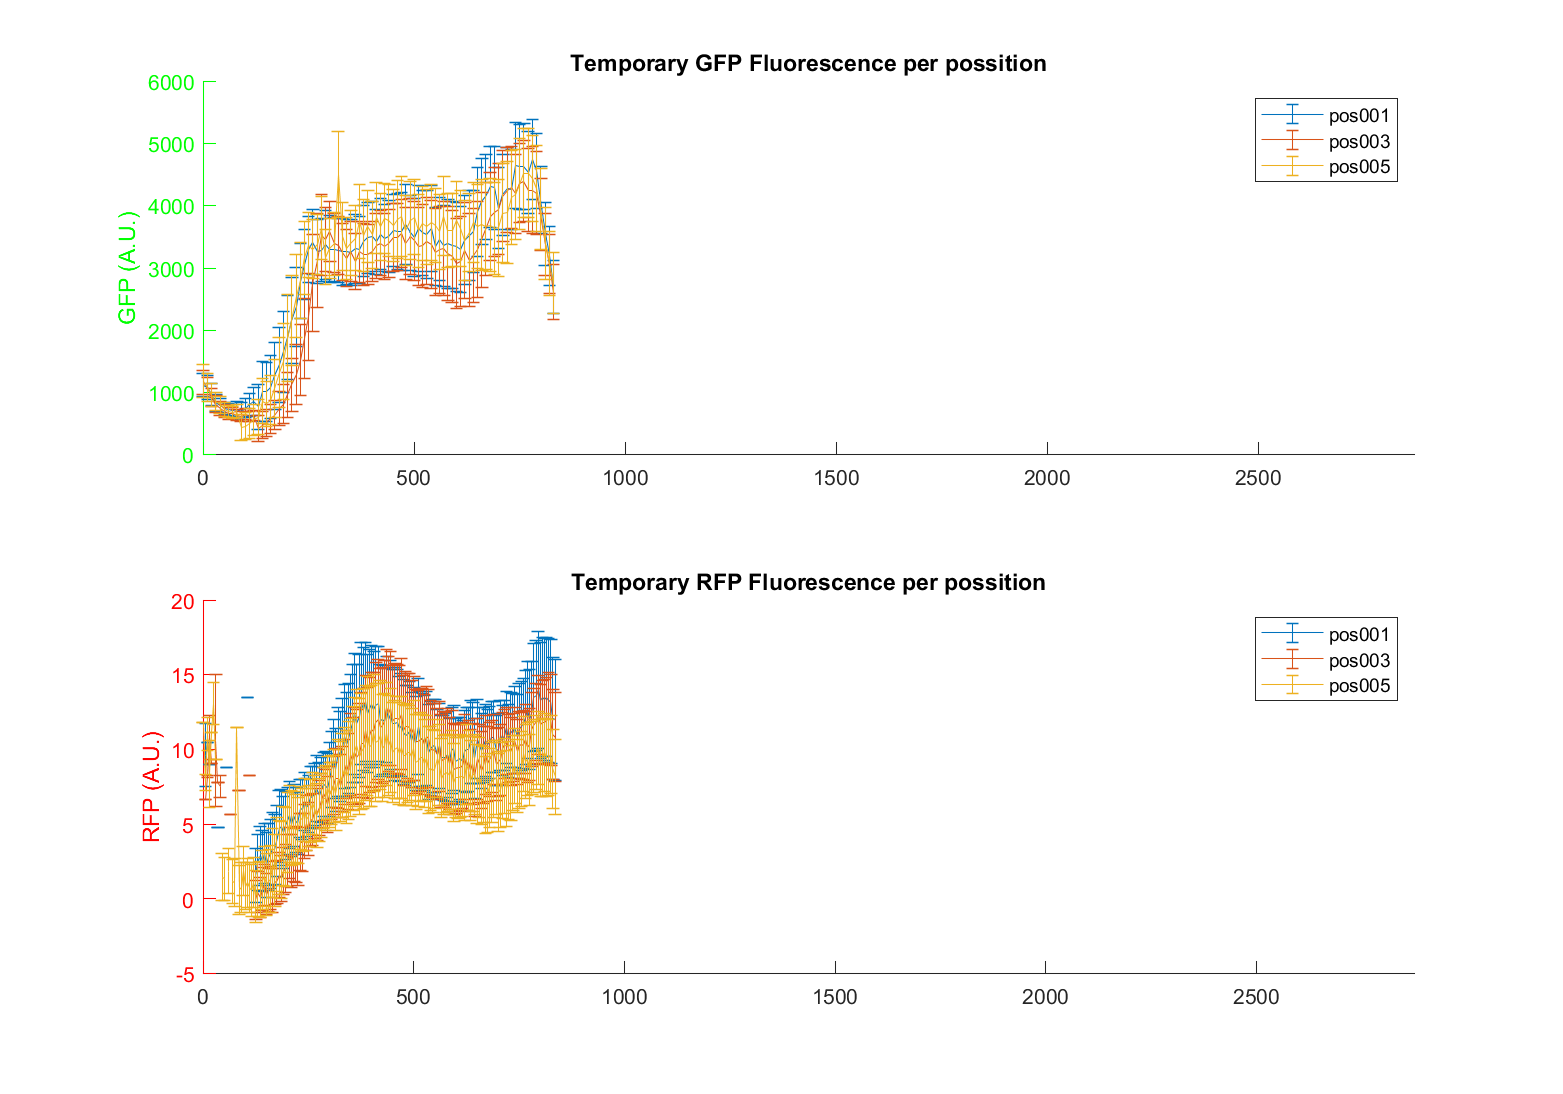 Temporary GFP Fluorescence per possition
6000
5000
4000
3000
2000
1000
0
GFP (A.U.)
0 500 1000 1500 2000 2500
pos001
pos003
pos005
Temporary RFP Fluorescence per possition
20
15
10
5
0
-5
RFP (A.U.)
0 500 1000 1500 2000 2500
pos001
pos003
pos005